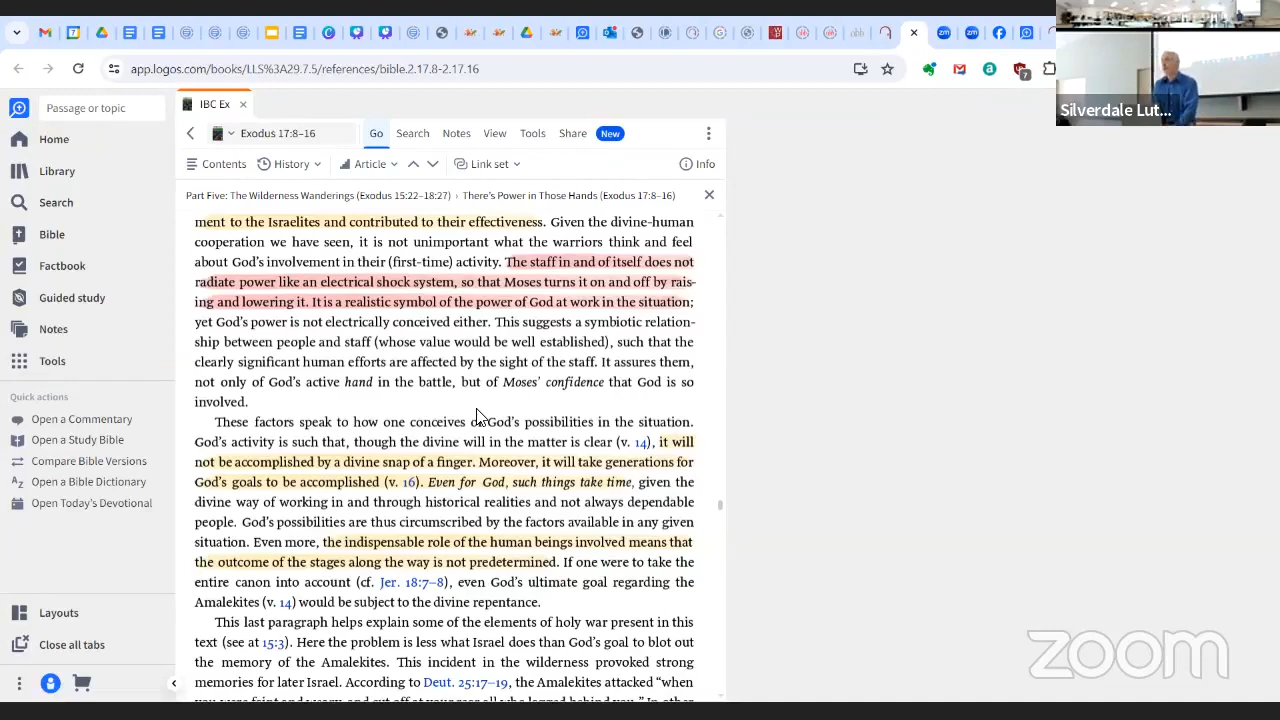 app.logos.com/books/LLS%3A29.7.5/references/bible.2.17.8-2.17.16
7
Silverdale Lut...
Passage or topic
Home
Library
Search
Bible
Factbook
Guided study
Notes
Tools
Quick actions
Open a Commentary
Open a Study Bible
Compare Bible Versions
Open a Bible Dictionary
Open Today's Devotional
Layouts
Close all tabs
IBC Ex
Exodus 17:8–16
Go Search Notes View Tools Share New
Contents History Article Link set Info
Part Five: The Wilderness Wanderings (Exodus 15:22–18:27) › There's Power in Those Hands (Exodus 17:8–16)
ment to the Israelites and contributed to their effectiveness. Given the divine-human
cooperation we have seen, it is not unimportant what the warriors think and feel
about God's involvement in their (first-time) activity. The staff in and of itself does not
radiate power like an electrical shock system, so that Moses turns it on and off by rais-
ing and lowering it. It is a realistic symbol of the power of God at work in the situation;
yet God's power is not electrically conceived either. This suggests a symbiotic relation-
ship between people and staff (whose value would be well established), such that the
clearly significant human efforts are affected by the sight of the staff. It assures them,
not only of God's active hand in the battle, but of Moses' confidence that God is so
involved.
These factors speak to how one conceives of God's possibilities in the situation.
God's activity is such that, though the divine will in the matter is clear (v. 14), it will
not be accomplished by a divine snap of a finger. Moreover, it will take generations for
God's goals to be accomplished (v. 16). Even for God, such things take time, given the
divine way of working in and through historical realities and not always dependable
people. God's possibilities are thus circumscribed by the factors available in any given
situation. Even more, the indispensable role of the human beings involved means that
the outcome of the stages along the way is not predetermined. If one were to take the
entire canon into account (cf. Jer. 18:7–8), even God's ultimate goal regarding the
Amalekites (v. 14) would be subject to the divine repentance.
This last paragraph helps explain some of the elements of holy war present in this
text (see at 15:3). Here the problem is less what Israel does than God's goal to blot out
the memory of the Amalekites. This incident in the wilderness provoked strong
memories for later Israel. According to Deut. 25:17–19, the Amalekites attacked “when
zoom